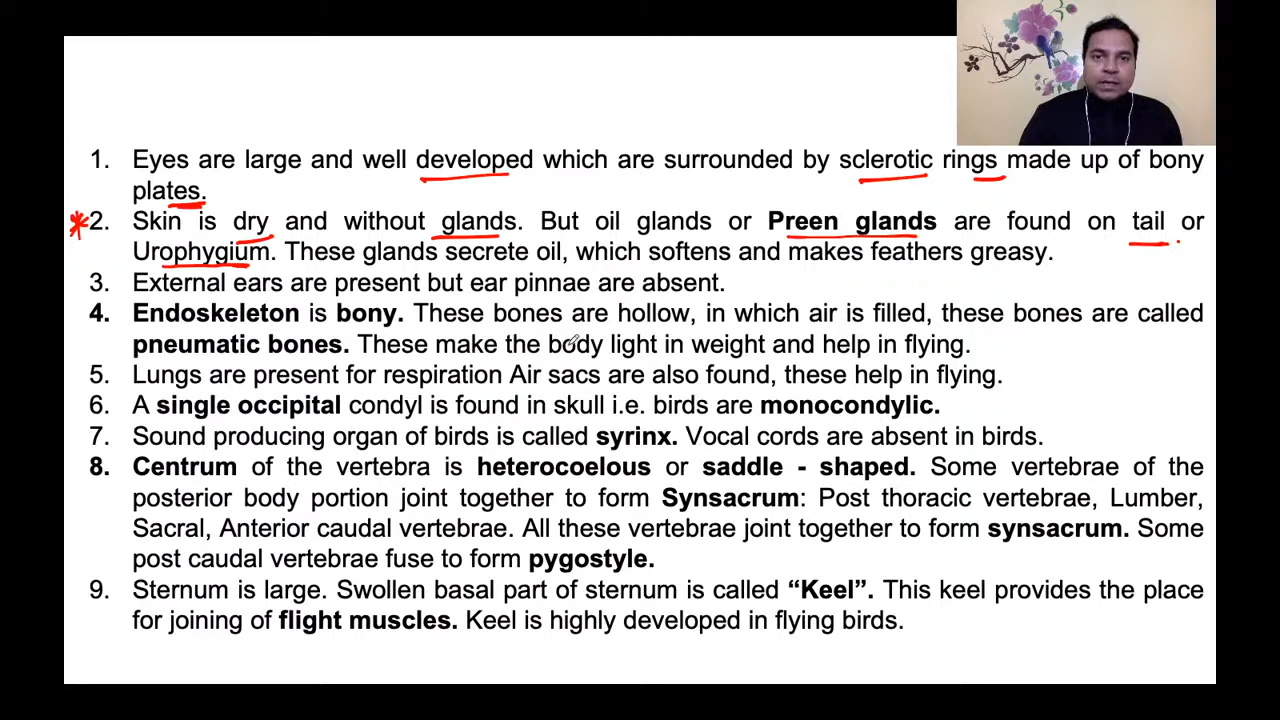 1. Eyes are large and well developed which are surrounded by sclerotic rings made up of bony
plates.
*2. Skin is dry and without glands. But oil glands or Preen glands are found on tail or
Urophygium. These glands secrete oil, which softens and makes feathers greasy.
3. External ears are present but ear pinnae are absent.
4. Endoskeleton is bony. These bones are hollow, in which air is filled, these bones are called
pneumatic bones. These make the body light in weight and help in flying.
5. Lungs are present for respiration Air sacs are also found, these help in flying.
6. A single occipital condyl is found in skull i.e. birds are monocondylic.
7. Sound producing organ of birds is called syrinx. Vocal cords are absent in birds.
8. Centrum of the vertebra is heterocoelous or saddle - shaped. Some vertebrae of the
posterior body portion joint together to form Synsacrum: Post thoracic vertebrae, Lumber,
Sacral, Anterior caudal vertebrae. All these vertebrae joint together to form synsacrum. Some
post caudal vertebrae fuse to form pygostyle.
9. Sternum is large. Swollen basal part of sternum is called “Keel”. This keel provides the place
for joining of flight muscles. Keel is highly developed in flying birds.